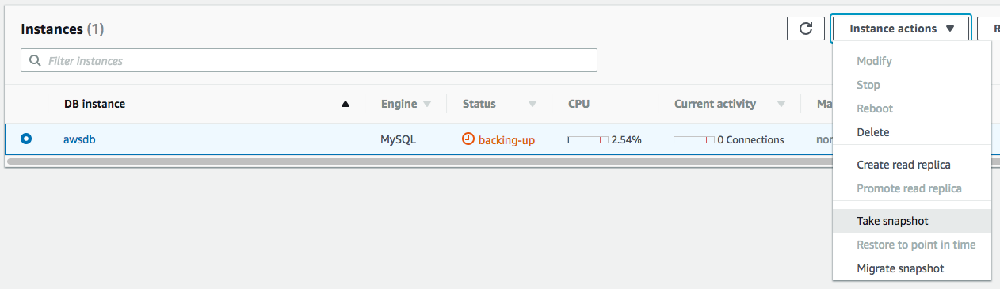 Instances (1)
Instance actions
R
Filter instances
DB instance
Engine
Status
CPU
Current activity
Ma
awsdb
MySQL
backing-up
2.54%
0 Connections
non
Modify
Stop
Reboot
Delete
Create read replica
Promote read replica
Take snapshot
Restore to point in time
Migrate snapshot